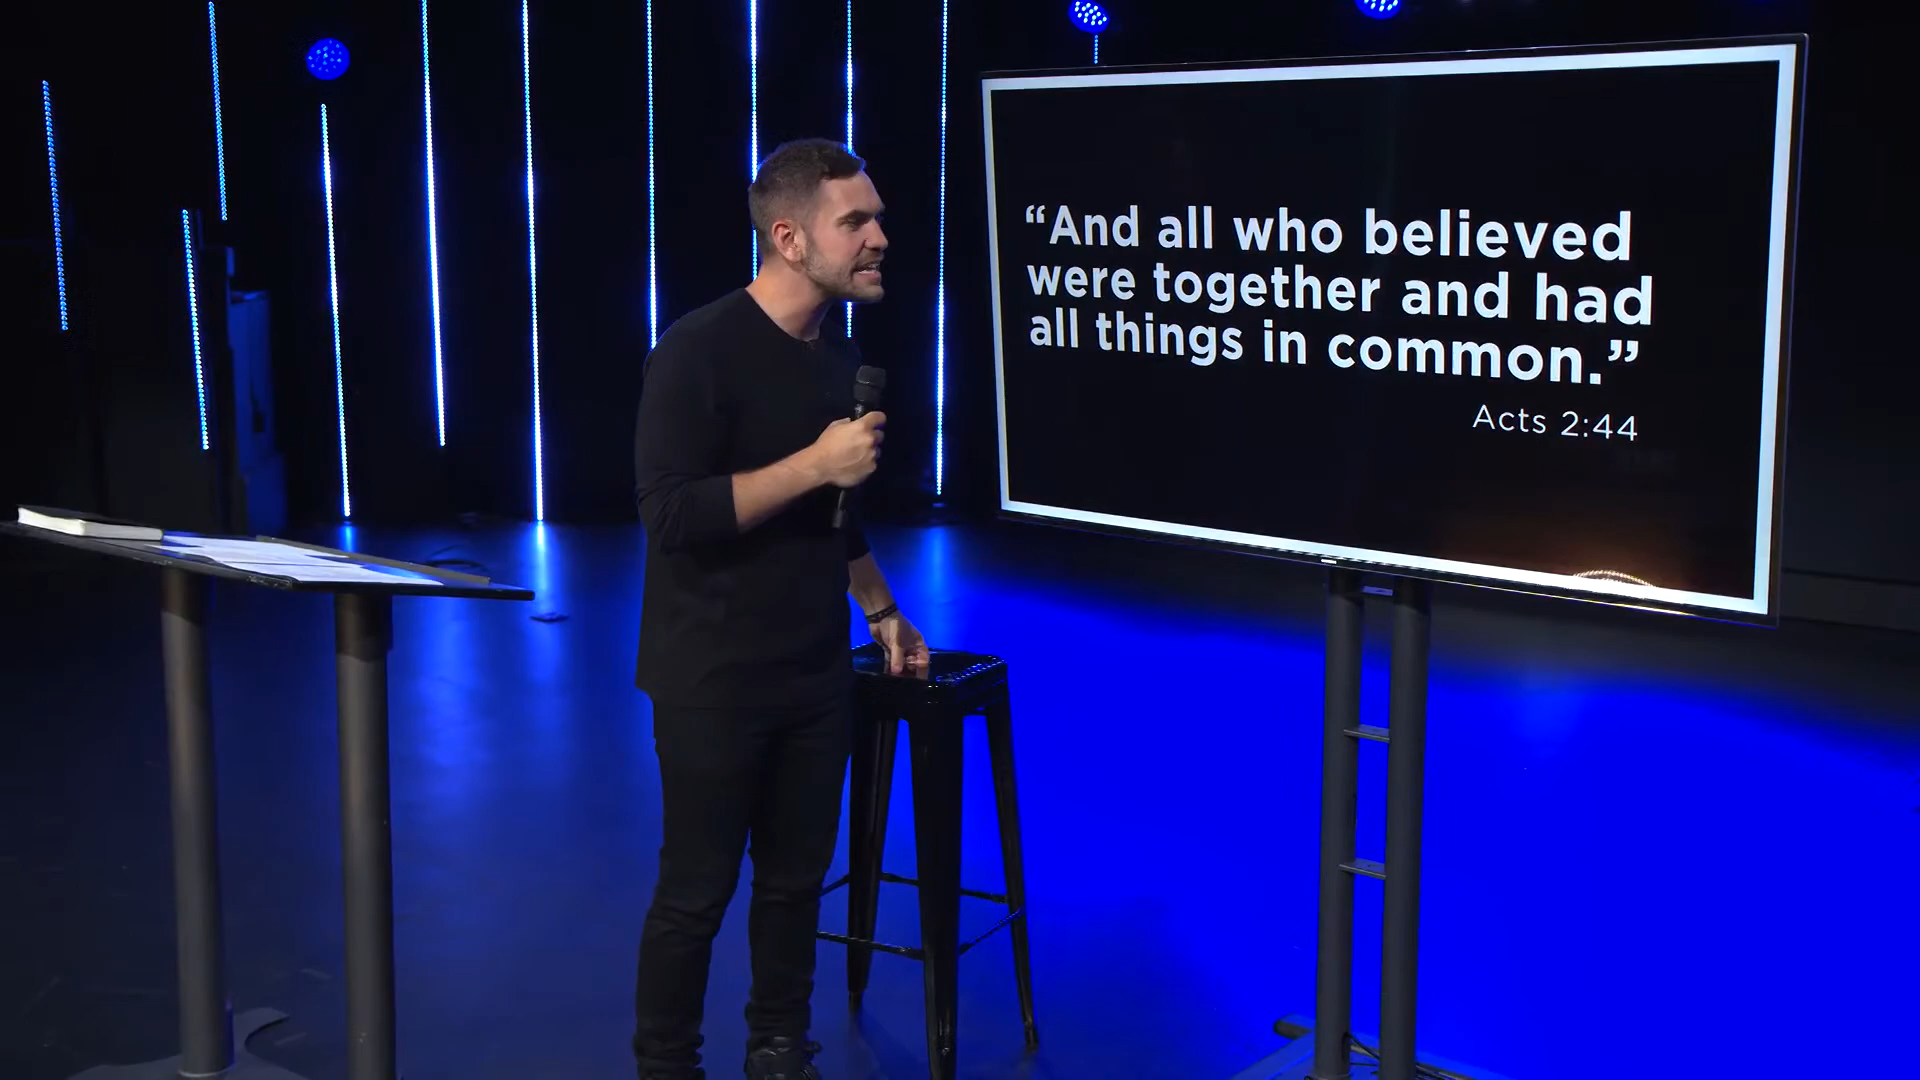 “And all who believed
were together and had
all things in common.”
Acts 2:44